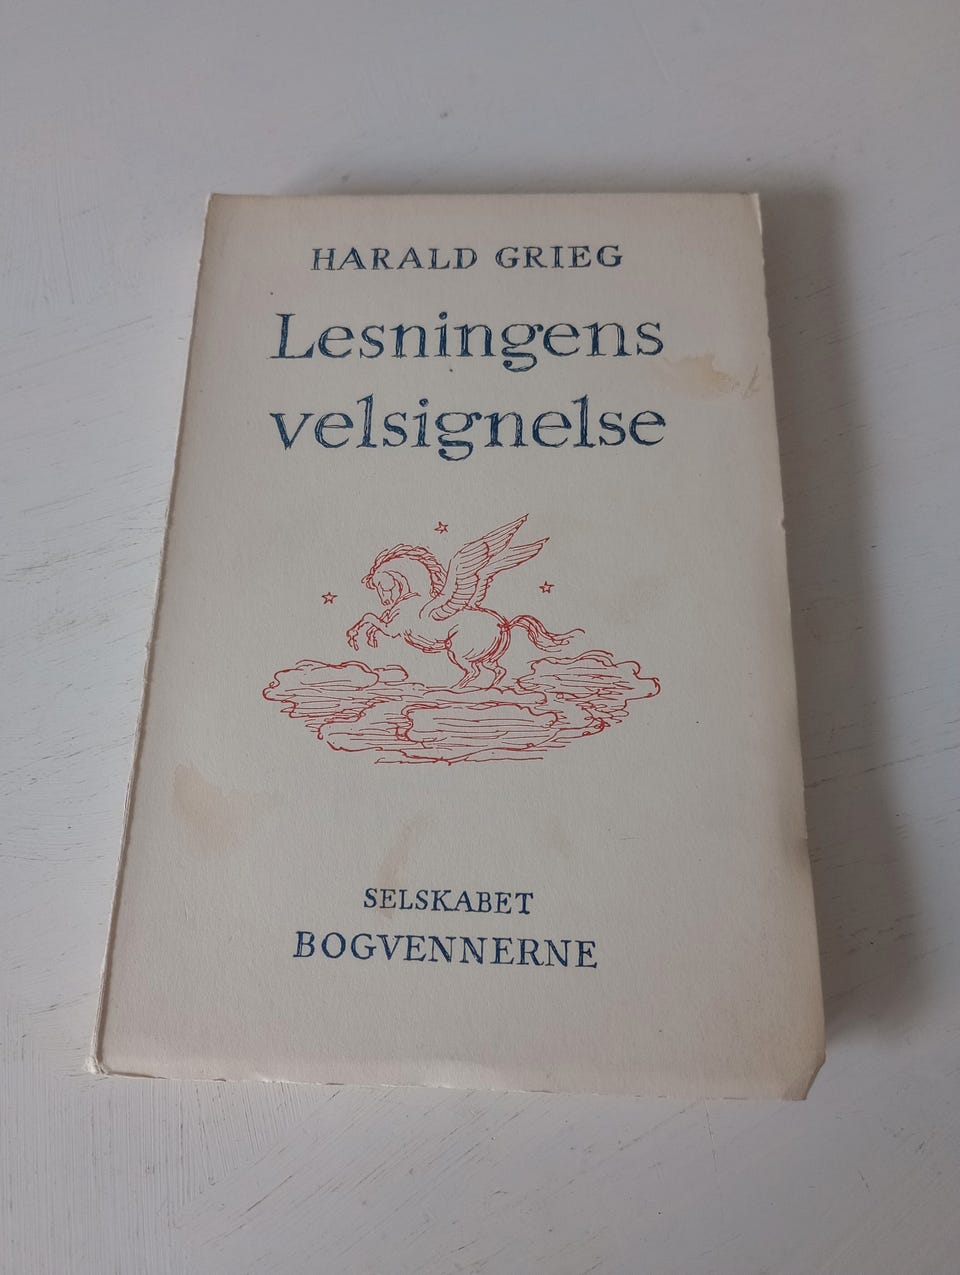 HARALD GRIEG
Lesningens
velsignelse
SELSKABET
BOGVENNERNE